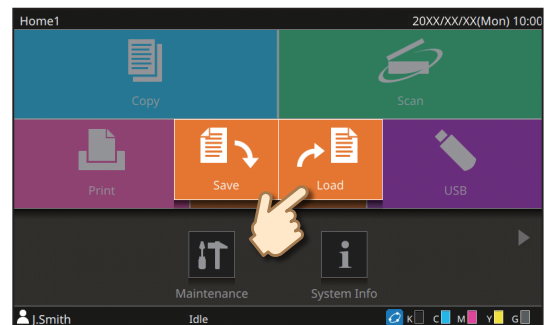 Home1 20XX/XX/XX(Mon) 10:00
Copy Scan
Print Save Load USB
Maintenance System Info
J.Smith Idle K C M Y G